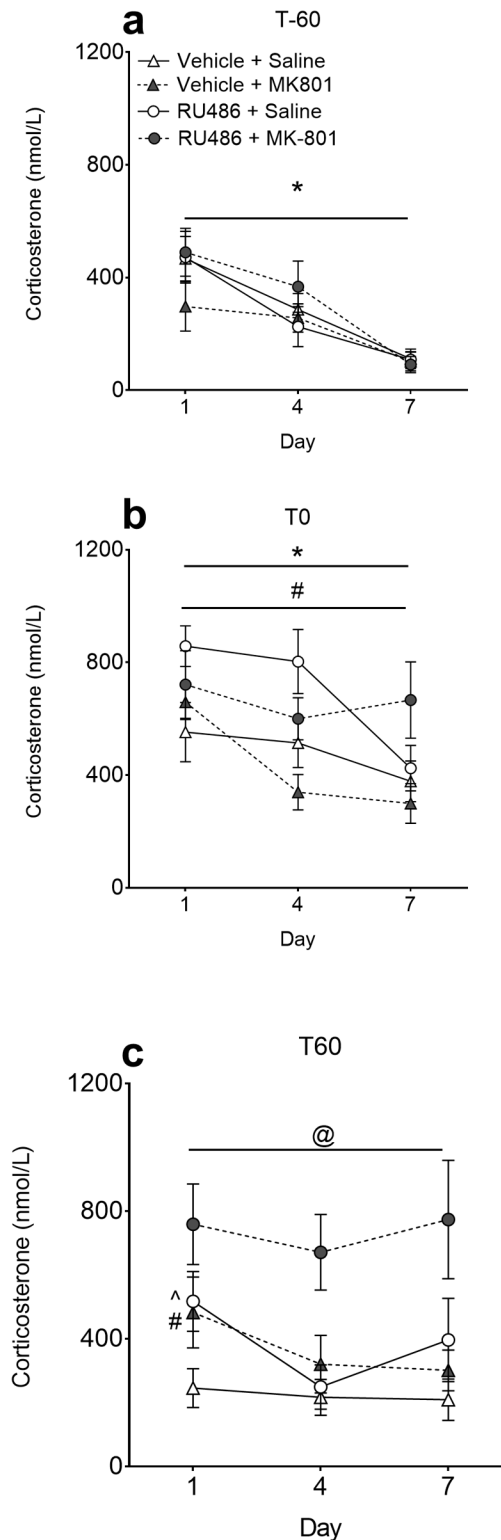 a
T-60
1200
Vehicle + Saline
Vehicle + MK801
RU486 + Saline
RU486 + MK-801
800
*
400
0
1 4 7
Day
Corticosterone (nmol/L)
b
T0
1200
*
#
800
400
0
1 4 7
Day
Corticosterone (nmol/L)
c
T60
1200
@
800
^
#
400
0
1 4 7
Day
Corticosterone (nmol/L)